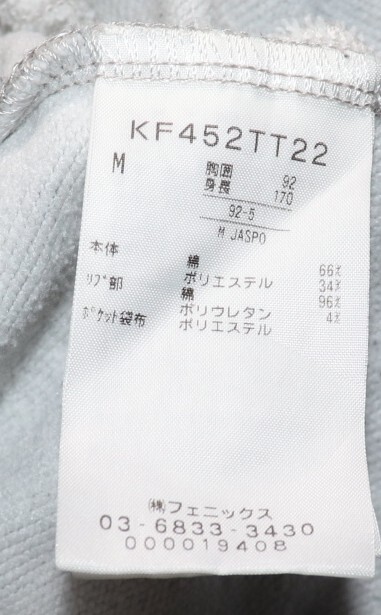 KF452TT22
M 胸囲 92
身長 170
92-5
M JASPO
本体 綿 66%
ポリエステル 34%
リブ部 綿 96%
ポリウレタン 4%
ポケット袋布 ポリエステル
㈱フェニックス
03-6833-3430
000019408